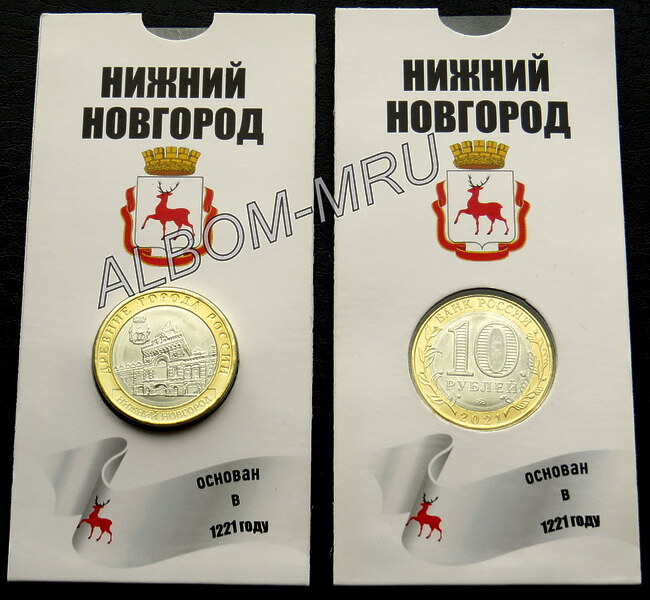 НИЖНИЙ
НОВГОРОД
ДРЕВНИЕ ГОРОДА РОССИИ
НИЖНИЙ НОВГОРОД
ОСНОВАН
В
1221 ГОДУ
НИЖНИЙ
НОВГОРОД
БАНК РОССИИ
10
РУБЛЕЙ
2021
ОСНОВАН
В
1221 ГОДУ
ALBOM-MRU